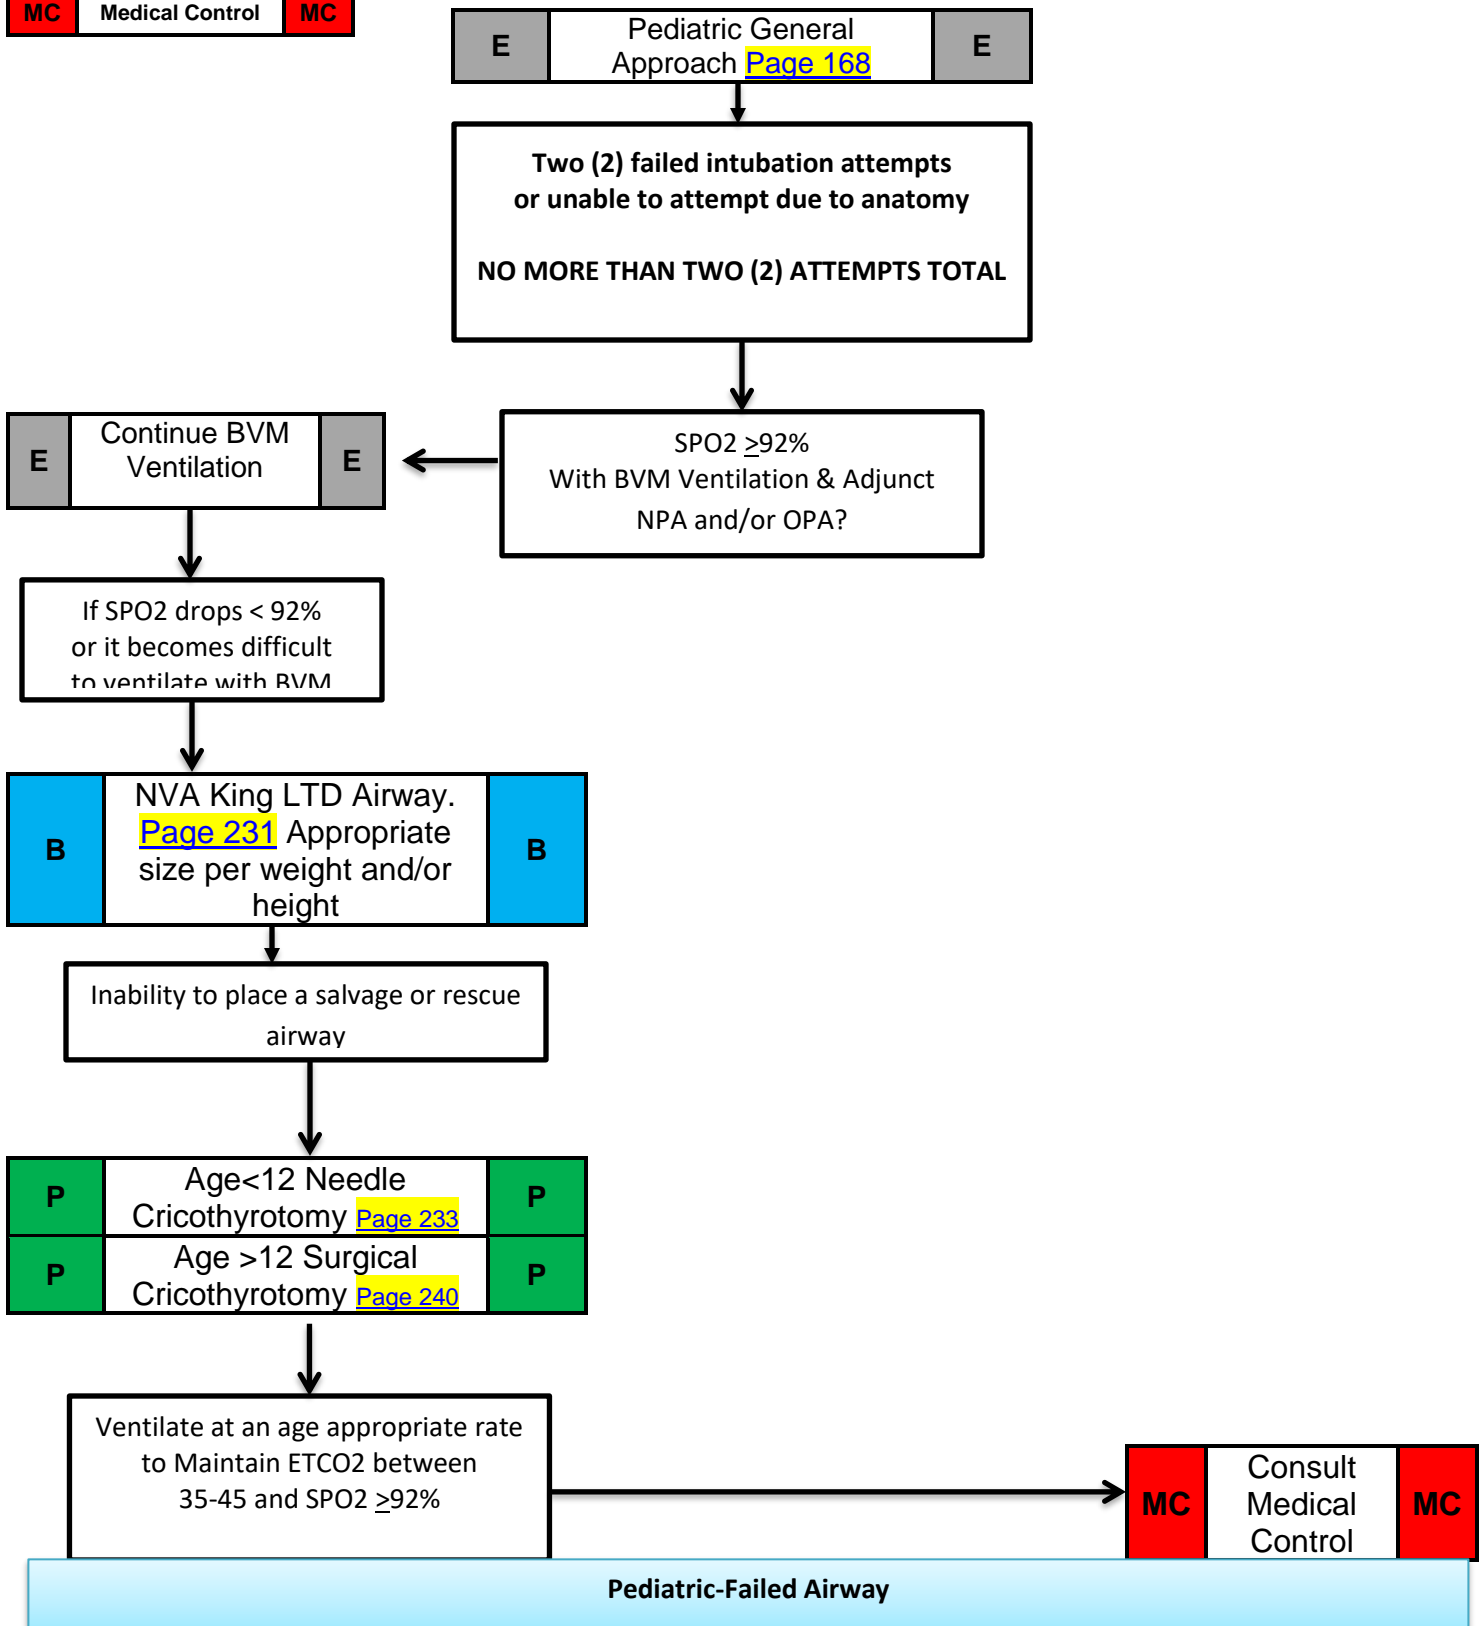 MC Medical Control MC
E Pediatric General E
Approach Page 168
Two (2) failed intubation attempts
or unable to attempt due to anatomy
NO MORE THAN TWO (2) ATTEMPTS TOTAL
SPO2 >92%
With BVM Ventilation & Adjunct
NPA and/or OPA?
E Continue BVM E
Ventilation
If SPO2 drops < 92%
or it becomes difficult
to ventilate with BVM
NVA King LTD Airway.
B Page 231 Appropriate B
size per weight and/or
height
Inability to place a salvage or rescue
airway
P Age<12 Needle P
Cricothyrotomy Page 233
P Age >12 Surgical P
Cricothyrotomy Page 240
Ventilate at an age appropriate rate
to Maintain ETCO2 between
35-45 and SPO2 >92%
Consult
MC Medical MC
Control
Pediatric-Failed Airway